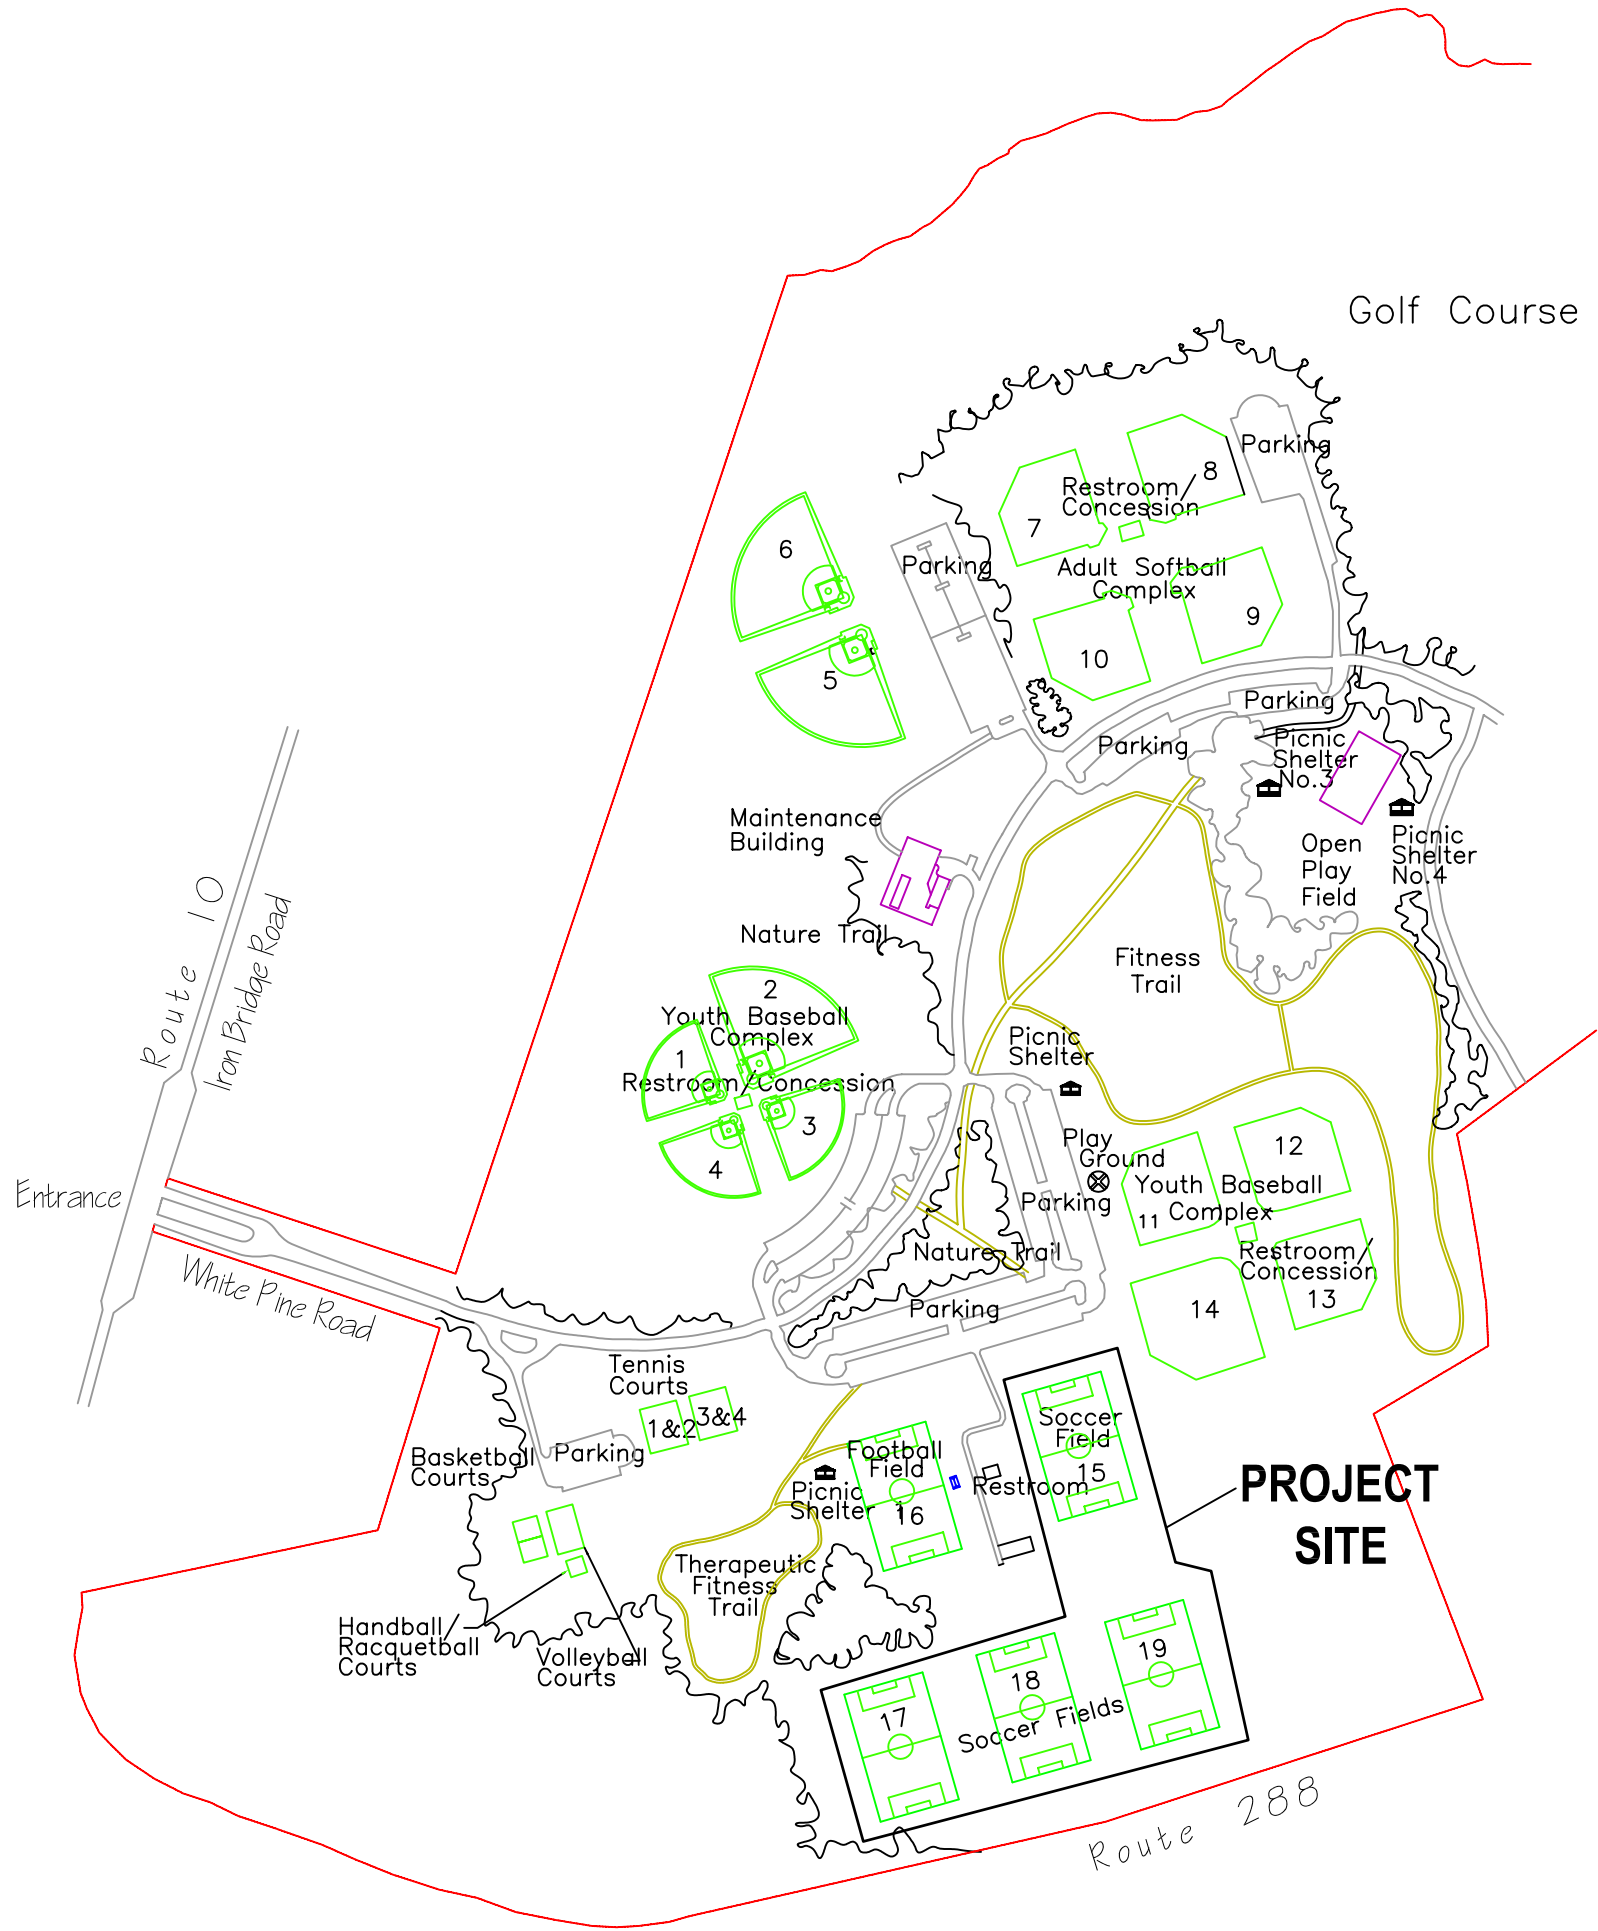 Golf Course
Parking
8
Restroom/
Concession
7
6
Parking
Adult Softball
Complex
9
10
5
Parking
Parking
Picnic
Shelter
No.3
Maintenance
Building
Open
Play
Field
Picnic
Shelter
No.4
Route 10
Iron Bridge Road
Nature Trail
Fitness
Trail
2
Youth Baseball
Complex
1
Restroom/Concession
3
4
Picnic
Shelter
Play
Ground
12
Youth Baseball
Complex
11
Parking
Entrance
White Pine Road
Nature Trail
Restroom/
Concession
13
14
Parking
Tennis
Courts
1&2
3&4
Basketball
Courts
Parking
Football
Field
16
Picnic
Shelter
Restroom
Soccer
Field
15
PROJECT
SITE
Therapeutic
Fitness
Trail
Handball/
Racquetball
Courts
Volleyball
Courts
17
18
19
Soccer Fields
Route 288